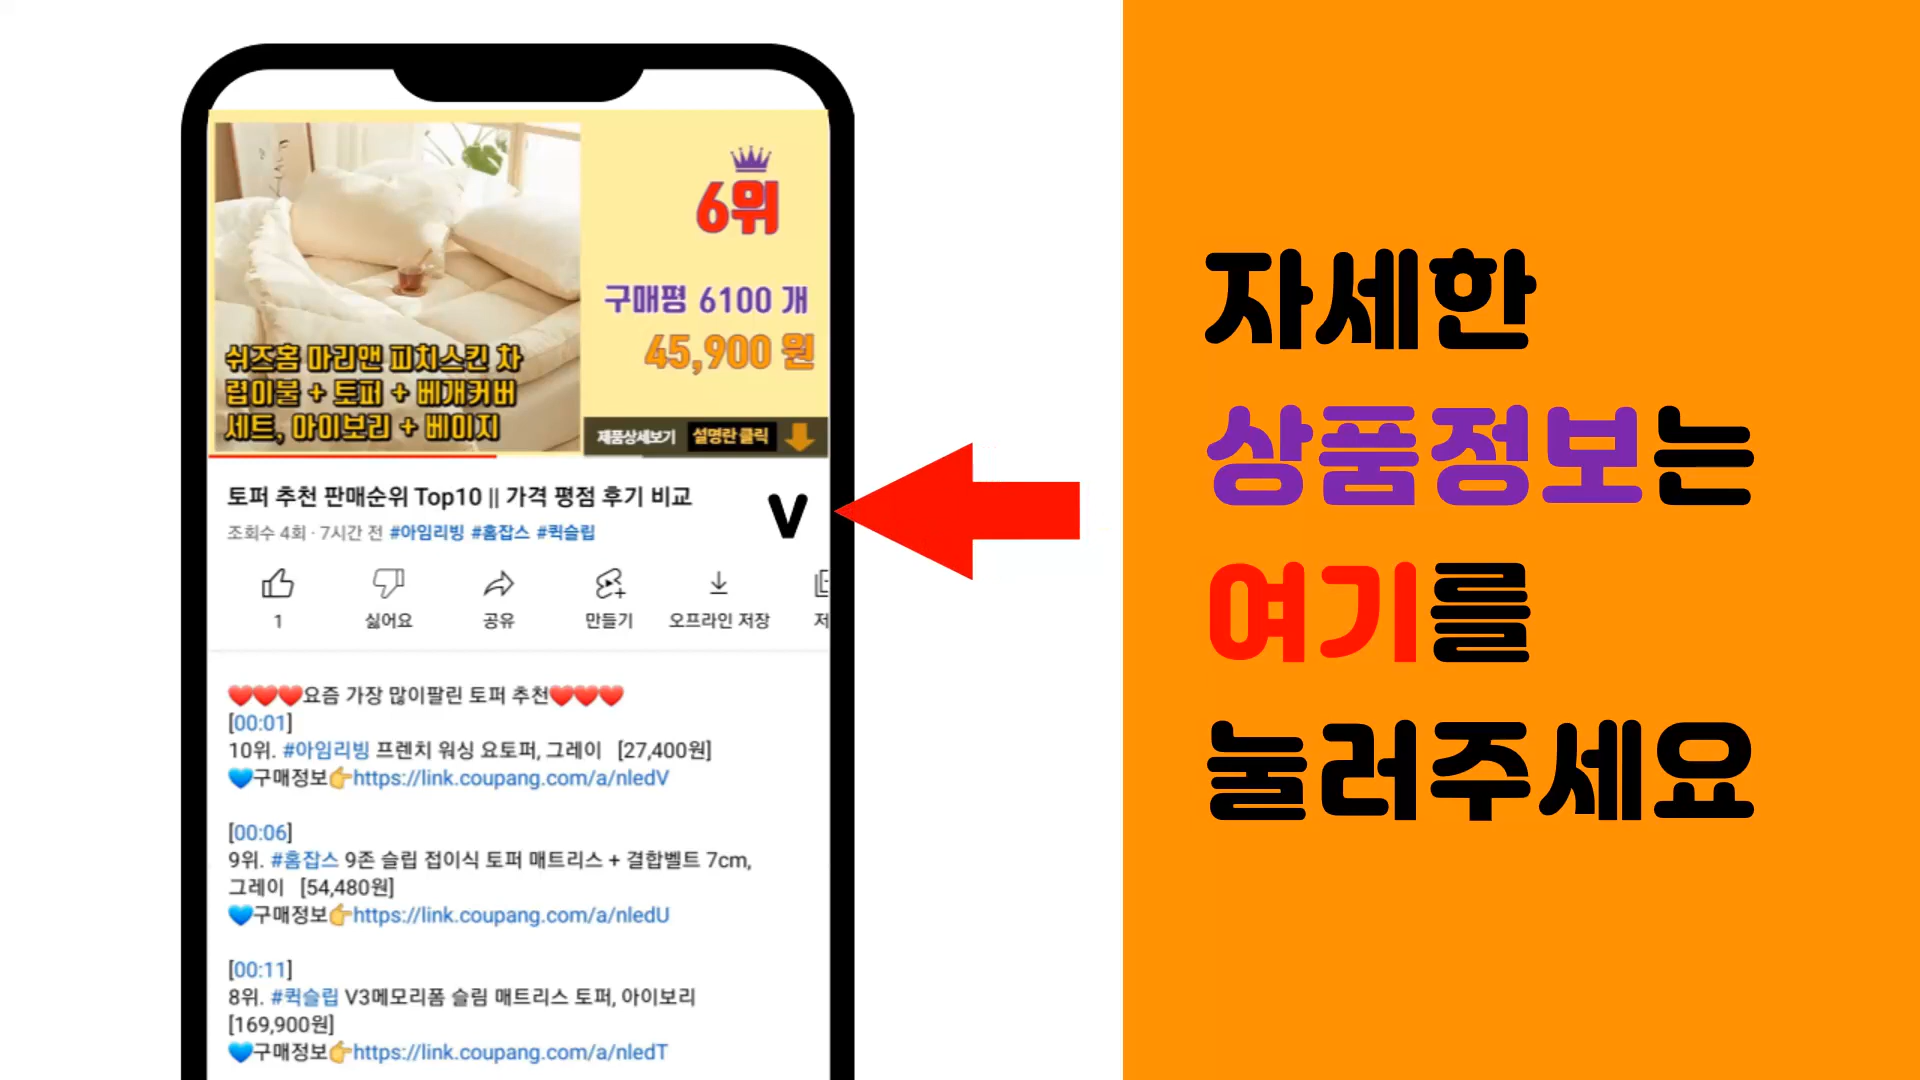 6위
구매평 6100 개
45,900 원
쉬즈홈 마리앤 피치스킨 차
렵이불 + 토퍼 + 베개커버
세트, 아이보리 + 베이지
제품상세보기 설명란 클릭
토퍼 추천 판매순위 Top10 || 가격 평점 후기 비교
V
조회수 4회 · 7시간 전 #아임리빙 #홈잡스 #퀵슬립
1 싫어요 공유 만들기 오프라인 저장 저
❤️❤️❤️요즘 가장 많이팔린 토퍼 추천❤️❤️❤️
[00:01]
10위. #아임리빙 프렌치 워싱 요토퍼, 그레이 [27,400원]
💙구매정보👉https://link.coupang.com/a/nledV
[00:06]
9위. #홈잡스 9존 슬립 접이식 토퍼 매트리스 + 결합벨트 7cm,
그레이 [54,480원]
💙구매정보👉https://link.coupang.com/a/nledU
[00:11]
8위. #퀵슬립 V3메모리폼 슬림 매트리스 토퍼, 아이보리
[169,900원]
💙구매정보👉https://link.coupang.com/a/nledT
자세한
상품정보는
여기를
눌러주세요